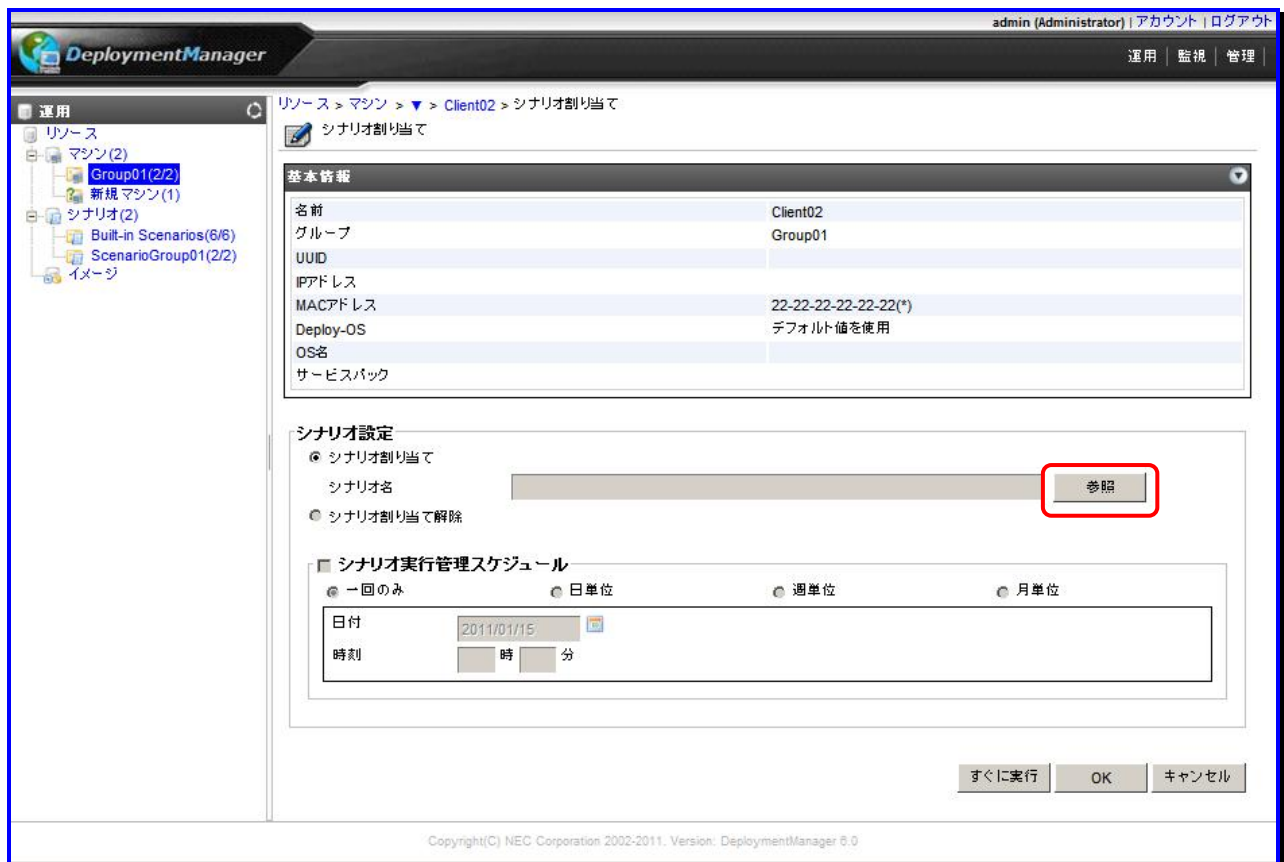 admin (Administrator) | アカウント | ログアウト
DeploymentManager
運用 | 監視 | 管理 |
運用
リソース
マシン(2)
Group01(2/2)
新規マシン(1)
シナリオ(2)
Built-in Scenarios(6/6)
ScenarioGroup01(2/2)
イメージ
リソース > マシン > ▼ > Client02 > シナリオ割り当て
シナリオ割り当て
基本情報
名前 Client02
グループ Group01
UUID
IPアドレス
MACアドレス 22-22-22-22-22-22(*)
Deploy-OS デフォルト値を使用
OS名
サービスパック
シナリオ設定
シナリオ割り当て
シナリオ名 参照
シナリオ割り当て解除
シナリオ実行管理スケジュール
一回のみ 日単位 週単位 月単位
日付 2011/01/15
時刻 時 分
すぐに実行 OK キャンセル
Copyright(C) NEC Corporation 2002-2011. Version: DeploymentManager 6.0